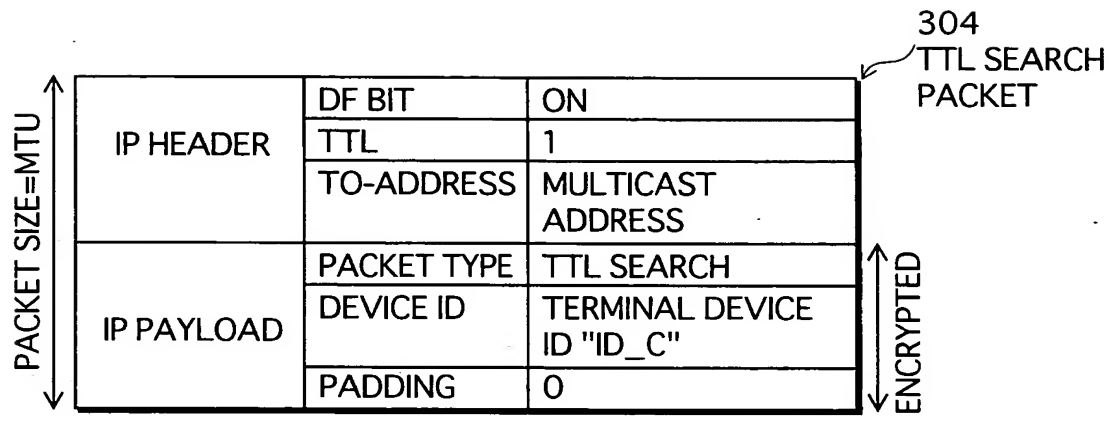 304
TTL SEARCH
PACKET
PACKET SIZE=MTU
IP HEADER
DF BIT
ON
TTL
1
TO-ADDRESS
MULTICAST
ADDRESS
IP PAYLOAD
PACKET TYPE
TTL SEARCH
DEVICE ID
TERMINAL DEVICE
ID "ID_C"
PADDING
0
ENCRYPTED